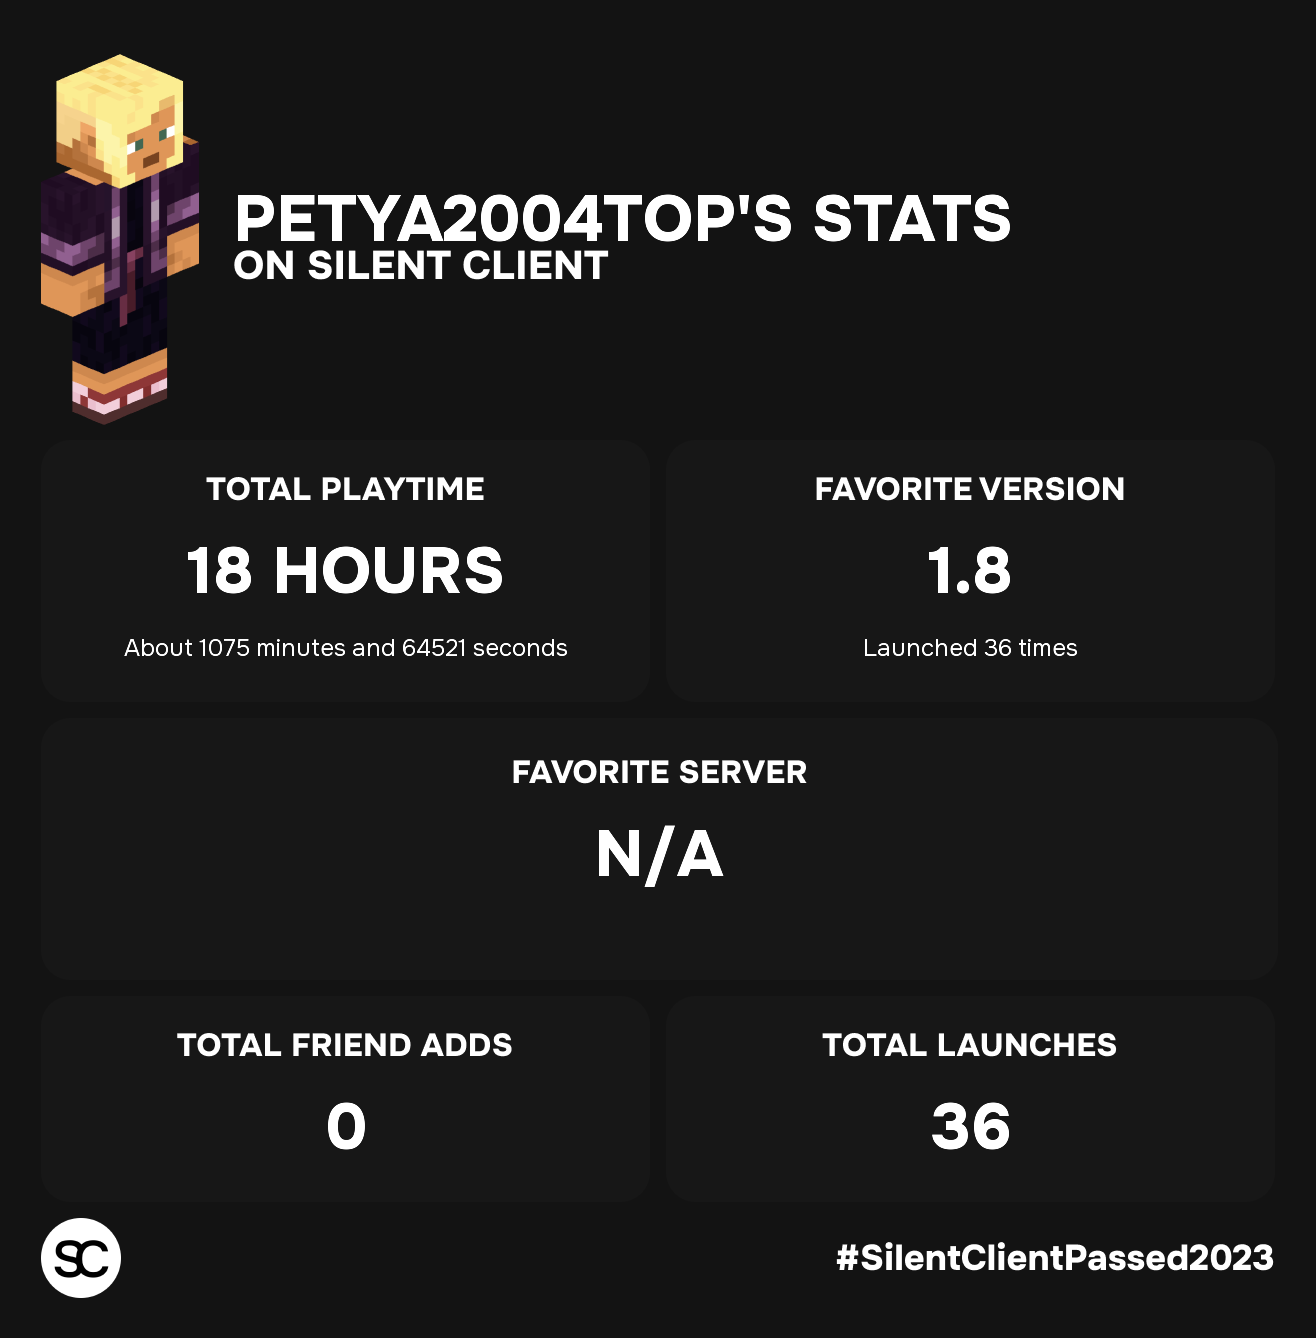 PETYA2004TOP'S STATS
ON SILENT CLIENT
TOTAL PLAYTIME
18 HOURS
About 1075 minutes and 64521 seconds
FAVORITE VERSION
1.8
Launched 36 times
FAVORITE SERVER
N/A
TOTAL FRIEND ADDS
0
TOTAL LAUNCHES
36
SC
#SilentClientPassed2023